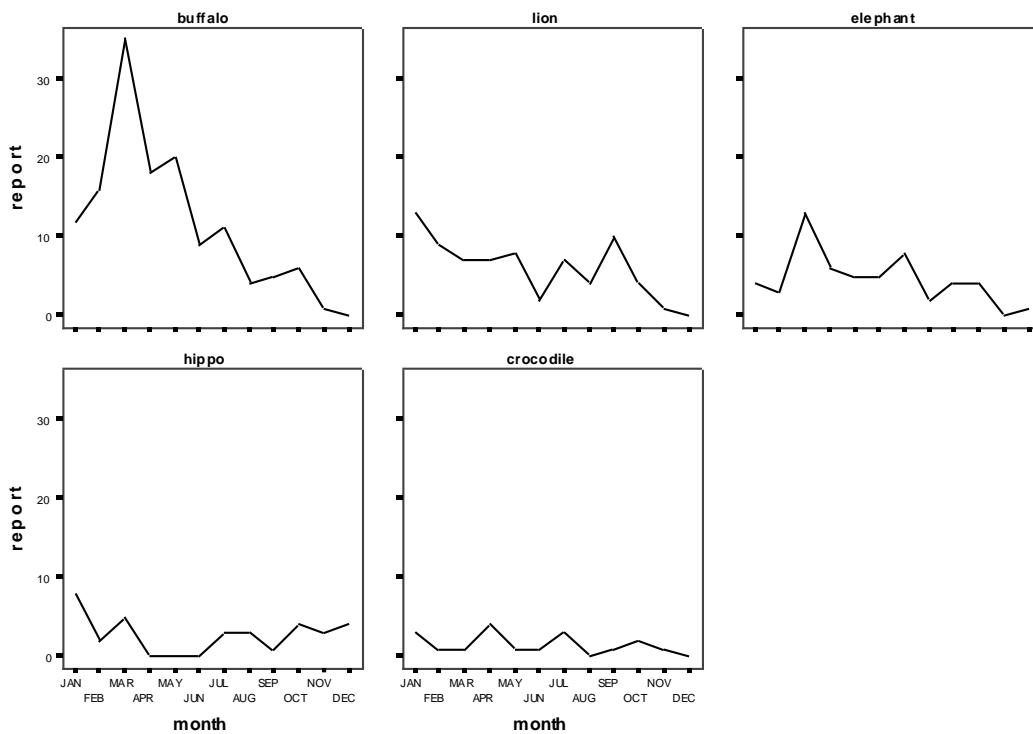 buffalo
lion
elephant
30
20
10
0
report
hippo
crocodile
30
20
10
0
report
JAN MAR MAY JUL SEP NOV
FEB APR JUN AUG OCT DEC
JAN MAR MAY JUL SEP NOV
FEB APR JUN AUG OCT DEC
month
month